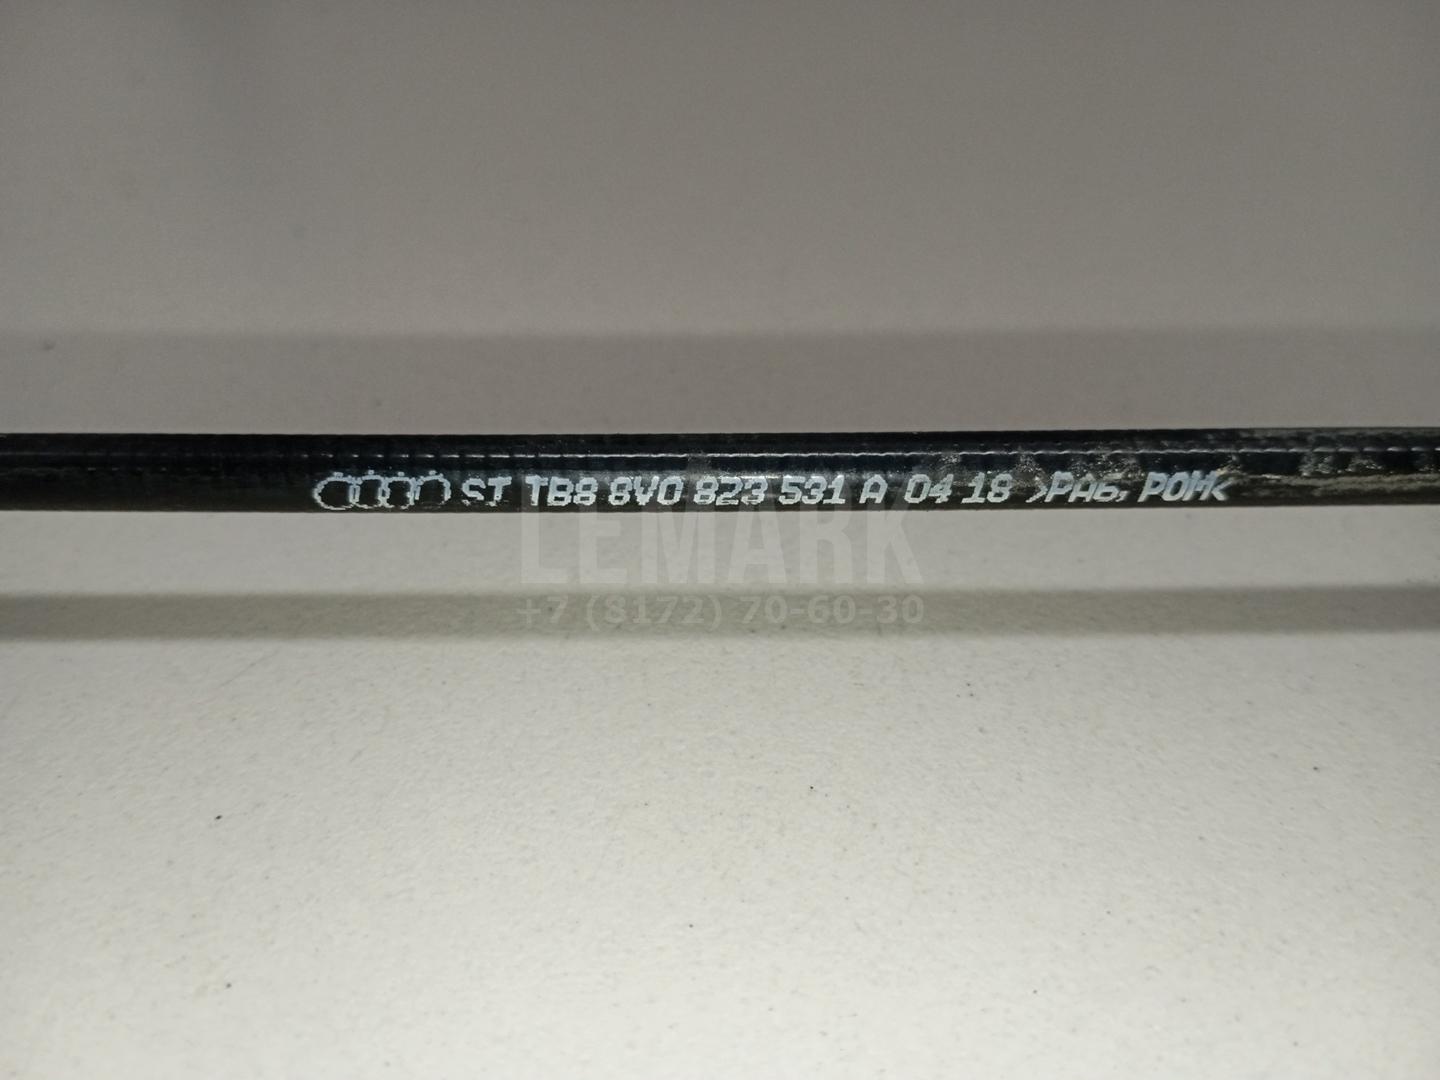 ST TB8 8V0 823 531 A 04 18 >PA6, POM<
LEMARK
+7 (8172) 70-60-30